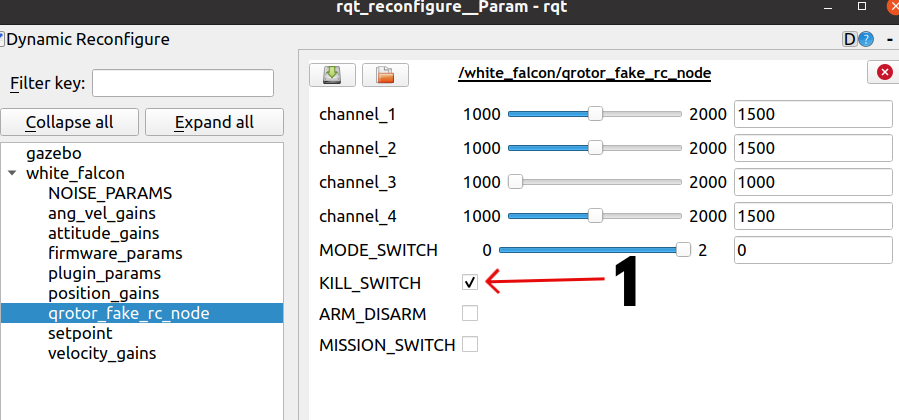 rqt_reconfigure__Param - rqt
Dynamic Reconfigure
D ? -
Filter key:
Collapse all
Expand all
gazebo
white_falcon
NOISE_PARAMS
ang_vel_gains
attitude_gains
firmware_params
plugin_params
position_gains
qrotor_fake_rc_node
setpoint
velocity_gains
/white_falcon/qrotor_fake_rc_node
channel_1 1000 2000 1500
channel_2 1000 2000 1500
channel_3 1000 2000 1000
channel_4 1000 2000 1500
MODE_SWITCH 0 2 0
KILL_SWITCH
1
ARM_DISARM
MISSION_SWITCH